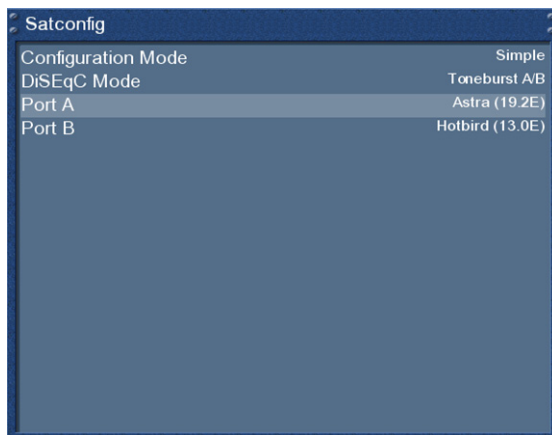 Satconfig
Configuration Mode Simple
DiSEqC Mode Toneburst A/B
Port A Astra (19.2E)
Port B Hotbird (13.0E)